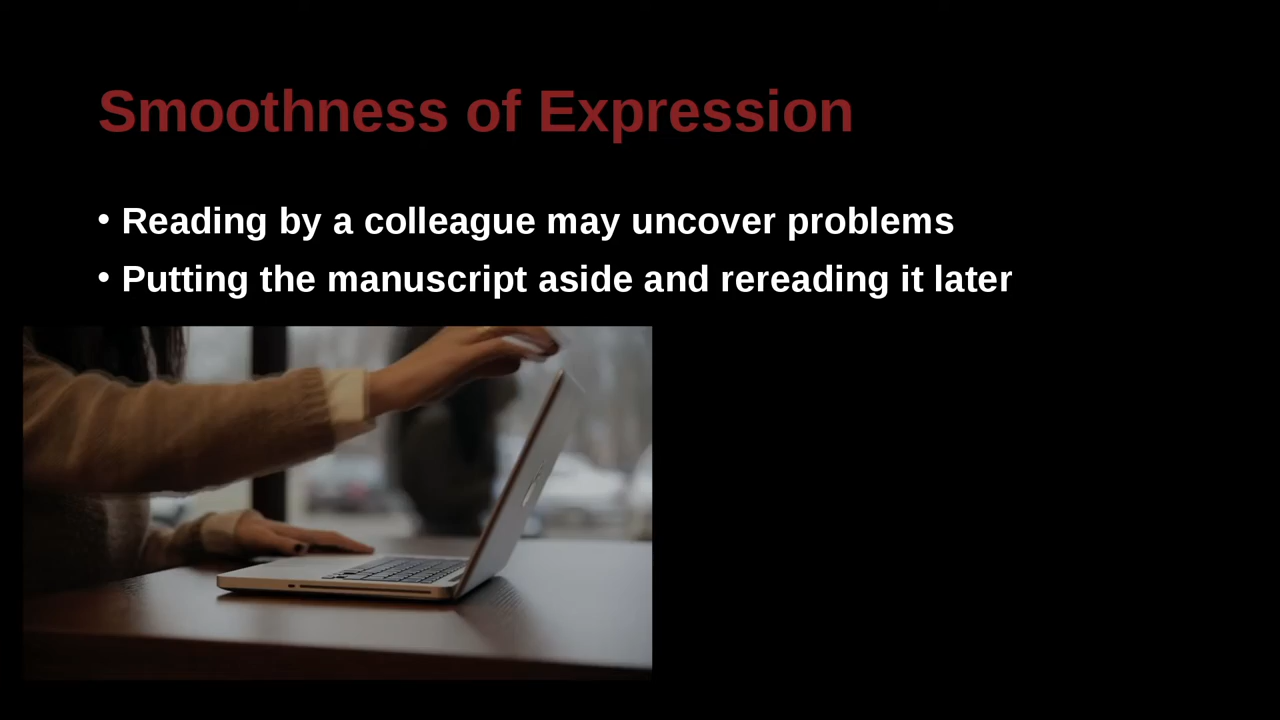 Smoothness of Expression
• Reading by a colleague may uncover problems
• Putting the manuscript aside and rereading it later